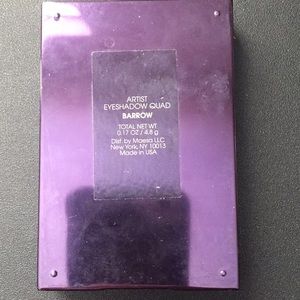 ARTIST
EYESHADOW QUAD
BARROW
TOTAL NET WT
0.17 OZ / 4.8 g
Dist. by Maesa LLC
New York, NY 10013
Made in USA